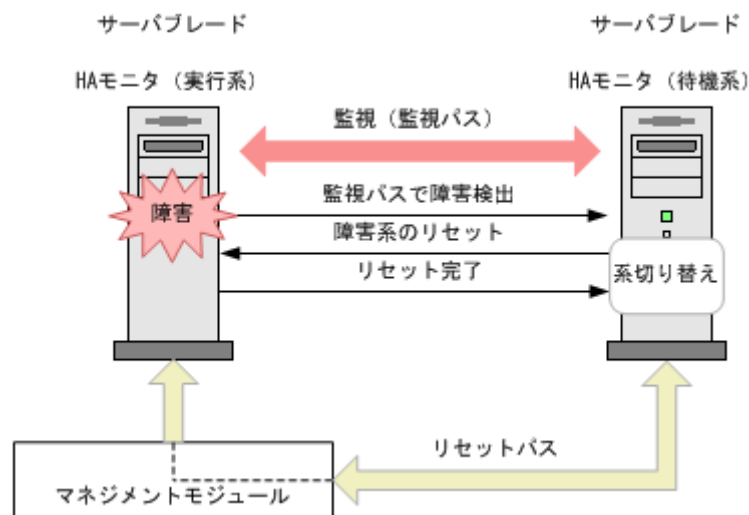 サーバブレード
サーバブレード
HAモニタ（実行系）
HAモニタ（待機系）
監視（監視パス）
障害
監視パスで障害検出
障害系のリセット
リセット完了
系切り替え
リセットパス
マネジメントモジュール